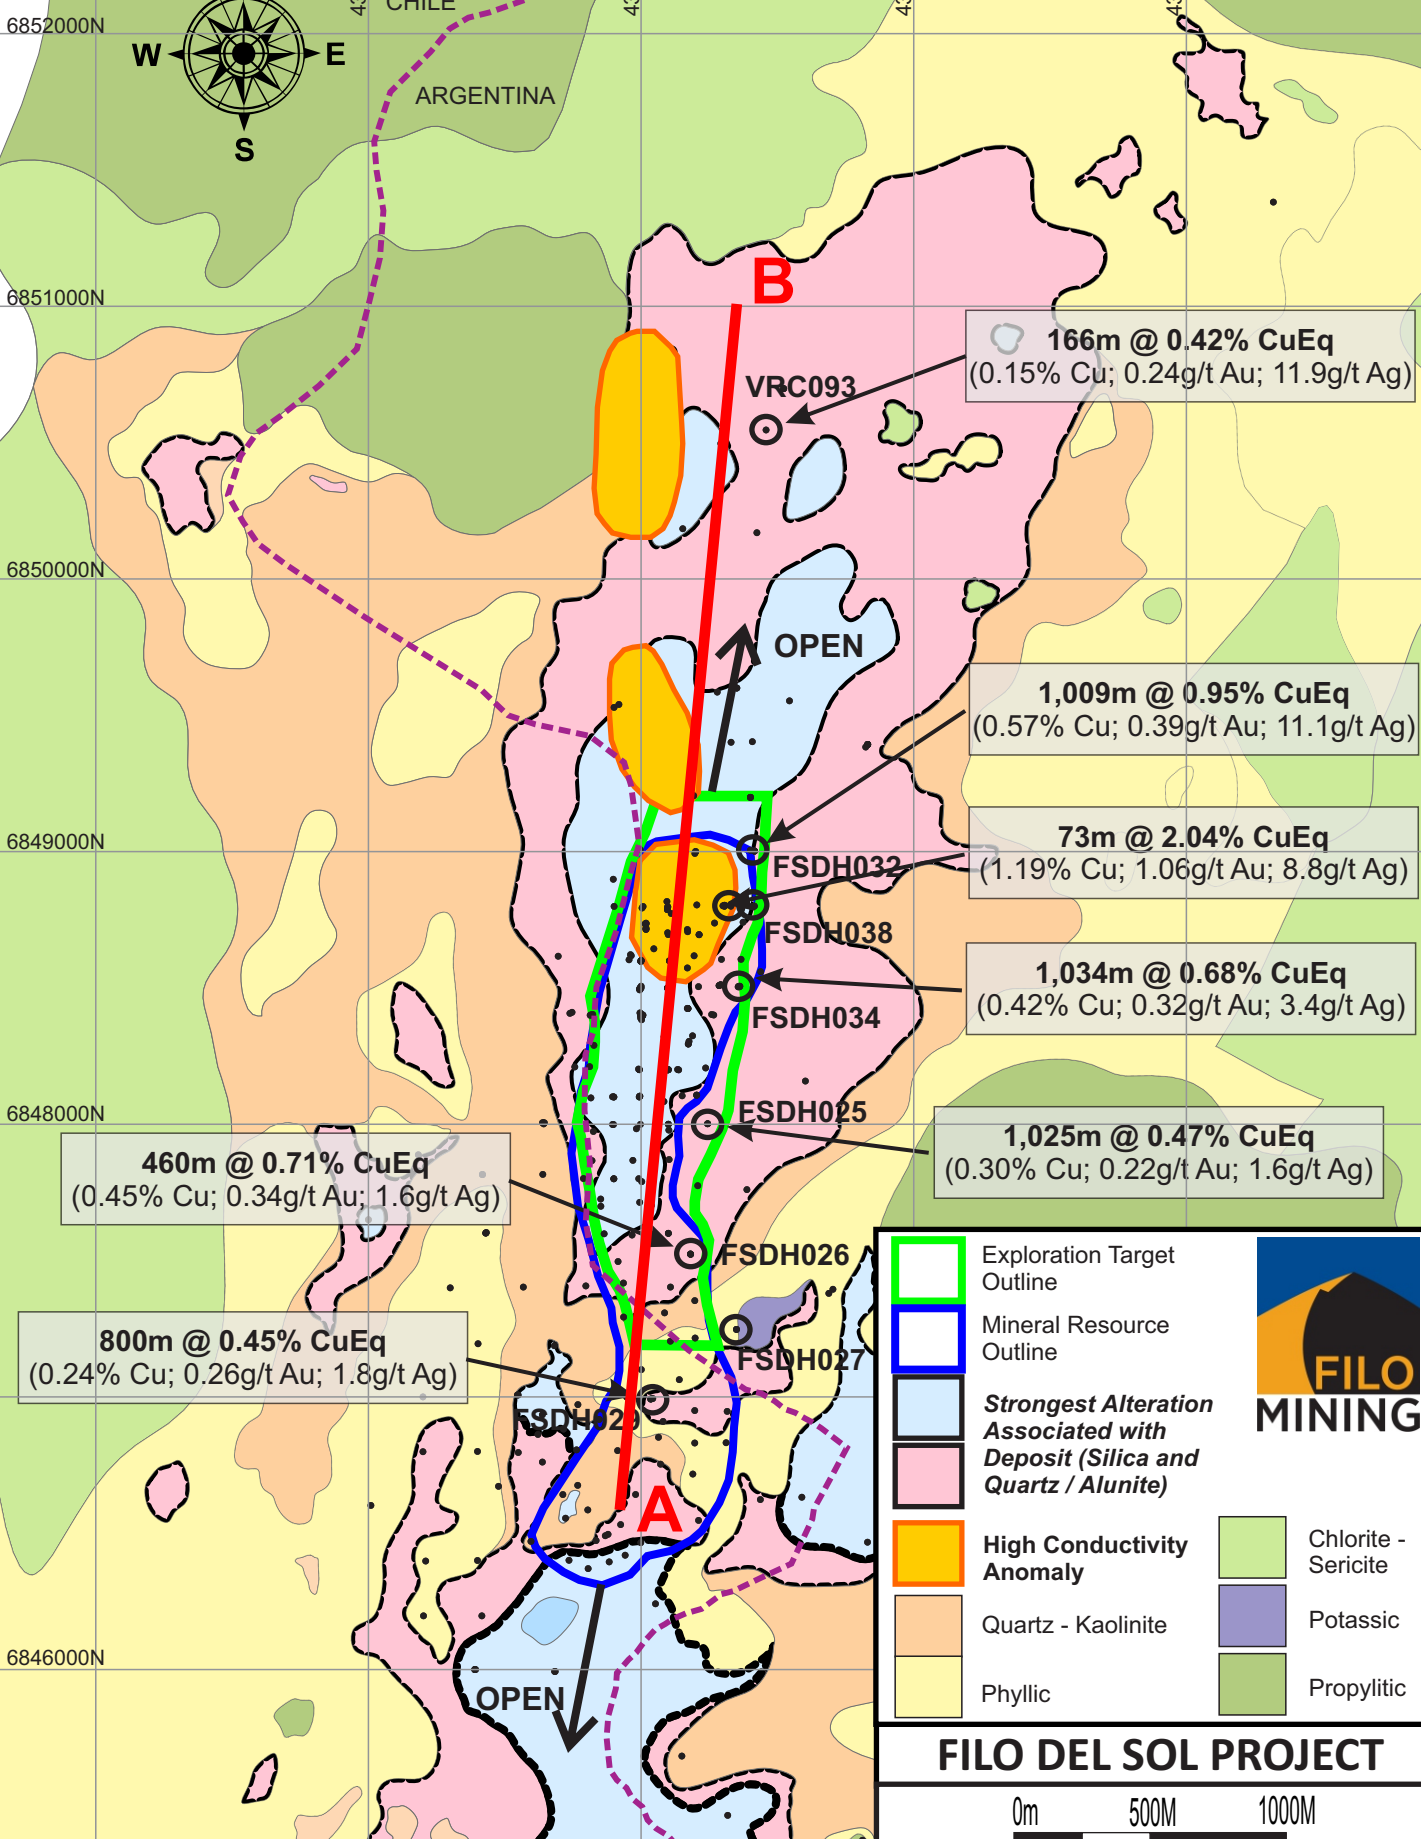 CHILE
6852000N
W
E
ARGENTINA
S
B
6851000N
166m @ 0.42% CuEq
(0.15% Cu; 0.24g/t Au; 11.9g/t Ag)
VRC093
6850000N
OPEN
1,009m @ 0.95% CuEq
(0.57% Cu; 0.39g/t Au; 11.1g/t Ag)
6849000N
73m @ 2.04% CuEq
(1.19% Cu; 1.06g/t Au; 8.8g/t Ag)
FSDH032
FSDH038
1,034m @ 0.68% CuEq
(0.42% Cu; 0.32g/t Au; 3.4g/t Ag)
FSDH034
6848000N
FSDH025
1,025m @ 0.47% CuEq
(0.30% Cu; 0.22g/t Au; 1.6g/t Ag)
460m @ 0.71% CuEq
(0.45% Cu; 0.34g/t Au; 1.6g/t Ag)
FSDH026
800m @ 0.45% CuEq
(0.24% Cu; 0.26g/t Au; 1.8g/t Ag)
FSDH027
FSDH029
A
6846000N
OPEN
Exploration Target
Outline
Mineral Resource
Outline
Strongest Alteration
Associated with
Deposit (Silica and
Quartz / Alunite)
High Conductivity
Anomaly
Quartz - Kaolinite
Phyllic
FILO
MINING
Chlorite -
Sericite
Potassic
Propylitic
FILO DEL SOL PROJECT
0m 500M 1000M